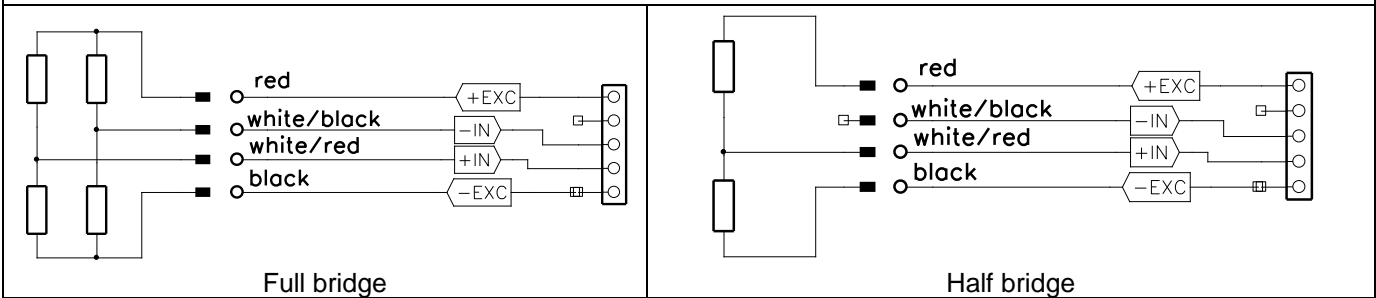 red
+EXC
white/black
-IN
white/red
+IN
black
-EXC
Full bridge
red
+EXC
white/black
-IN
white/red
+IN
black
-EXC
Half bridge